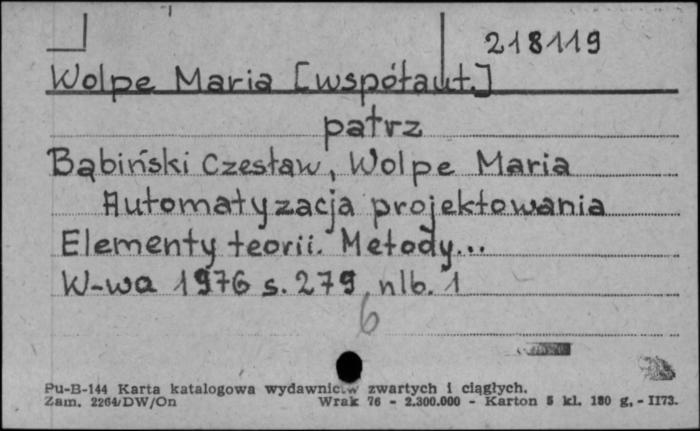 218119
Wolpe Maria [współaut.]
patrz
Bąbiński Czesław, Wolpe Maria
Automatyzacja projektowania
Elementy teorii. Metody...
W-wa 1976 s. 279, nlb. 1
6
Pu-B-144 Karta katalogowa wydawnictw zwartych i ciągłych.
Zam. 2264/DW/On Wrak 76 - 2.300.000 - Karton 5 kl. 180 g. - II73.